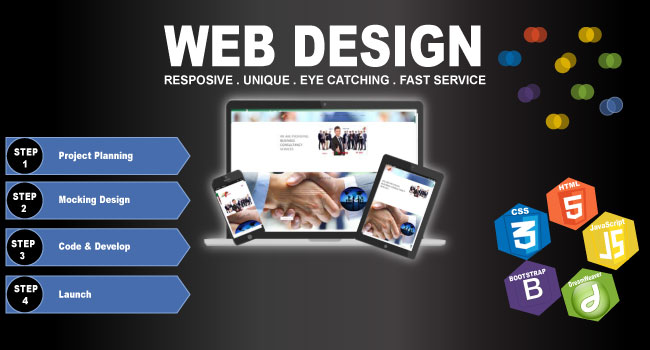 WEB DESIGN
RESPOSIVE . UNIQUE . EYE CATCHING . FAST SERVICE
STEP
1
Project Planning
STEP
2
Mocking Design
STEP
3
Code & Develop
STEP
4
Launch
HTML
5
CSS
3
JavaScript
JS
BOOTSTRAP
B
DreamWeaver
d